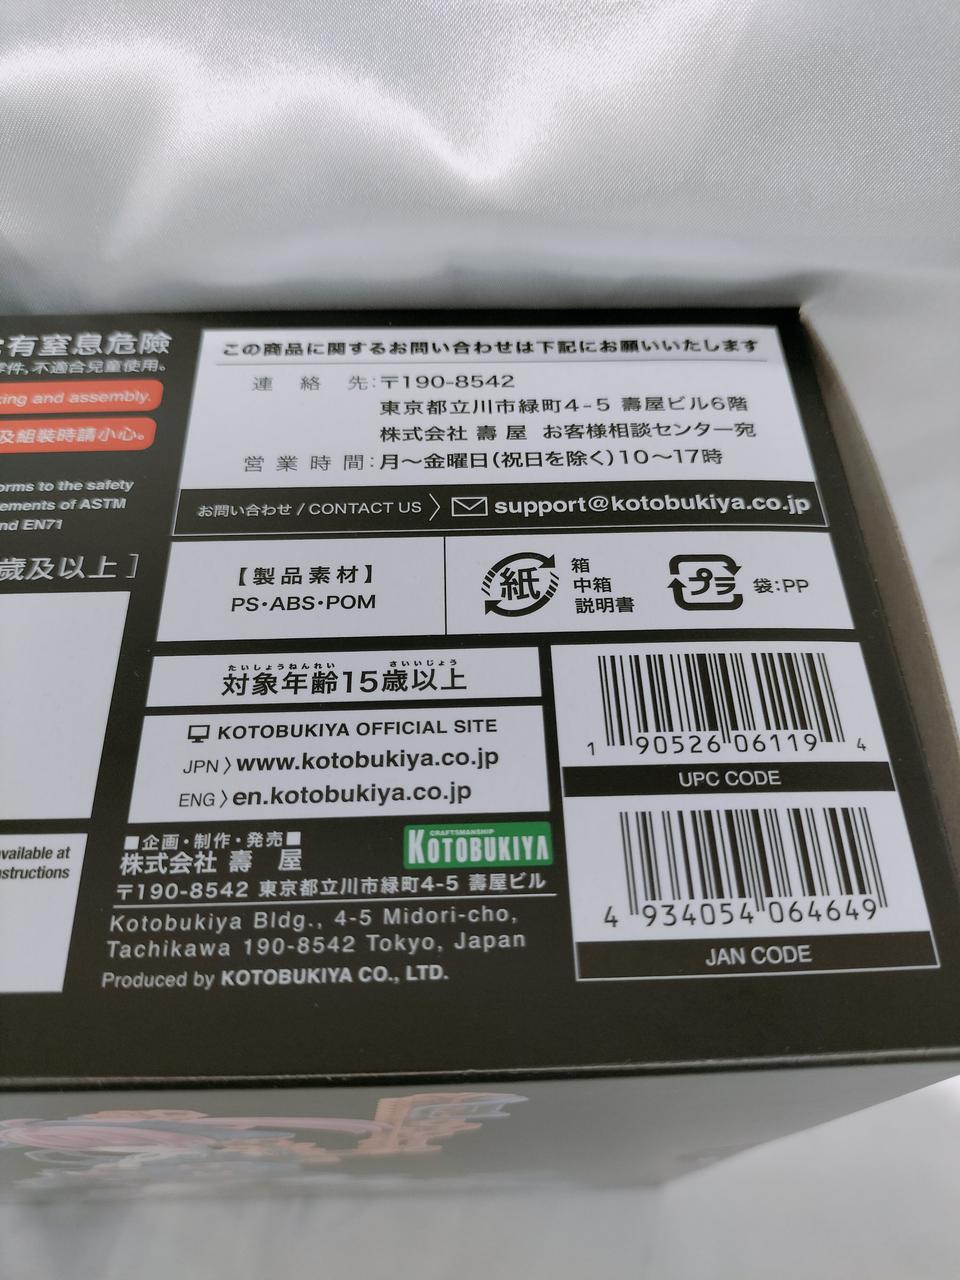 有窒息危険
零件,不適合兒童使用。
king and assembly.
及組裝時請小心。
orms to the safety
ements of ASTM
nd EN71
歲及以上］
vailable at
structions
この商品に関するお問い合わせは下記にお願いいたします
連絡先:〒190-8542
東京都立川市緑町4-5 壽屋ビル6階
株式会社 壽屋 お客様相談センター宛
営業時間:月〜金曜日(祝日を除く)10〜17時
お問い合わせ / CONTACT US 〉 support@kotobukiya.co.jp
【製品素材】
PS・ABS・POM
紙
箱
中箱
説明書
プラ
袋:PP
たいしょうねんれい さいいじょう
対象年齢15歳以上
KOTOBUKIYA OFFICIAL SITE
JPN 〉www.kotobukiya.co.jp
ENG 〉en.kotobukiya.co.jp
■企画・制作・発売■
株式会社 壽屋
CRAFTSMANSHIP
KOTOBUKIYA
〒190-8542 東京都立川市緑町4-5 壽屋ビル
Kotobukiya Bldg., 4-5 Midori-cho,
Tachikawa 190-8542 Tokyo, Japan
Produced by KOTOBUKIYA CO., LTD.
1 90526 06119 4
UPC CODE
4 934054 064649
JAN CODE